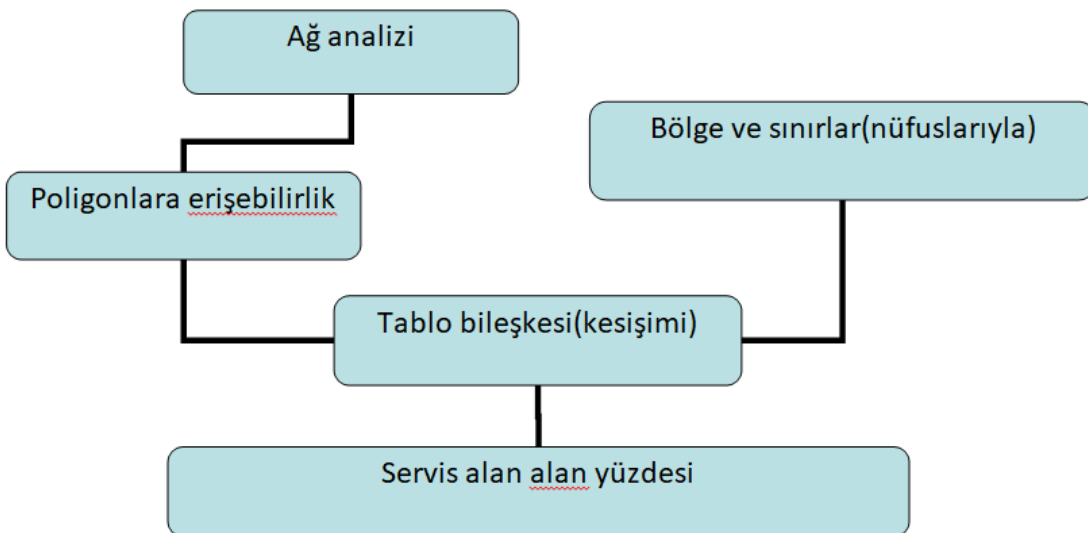 Ağ analizi
Bölge ve sınırlar(nüfuslarıyla)
Poligonlara erişebilirlik
Tablo bileşkesi(kesişimi)
Servis alan alan yüzdesi